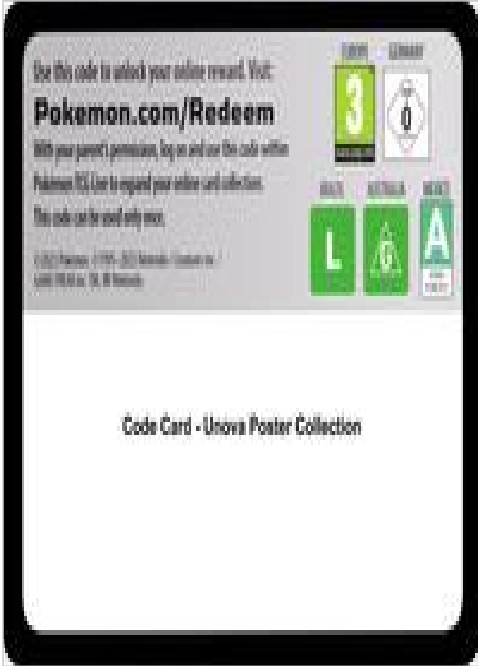 Use this code to unlock your online reward. Visit:
Pokemon.com/Redeem
With your parent's permission, log on and use this code within
Pokémon TCG Live to expand your online card collection.
This code can be used only once.
EUROPE GERMANY
3
0
BRAZIL AUSTRALIA MEXICO
L
G
A
Code Card - Unova Poster Collection